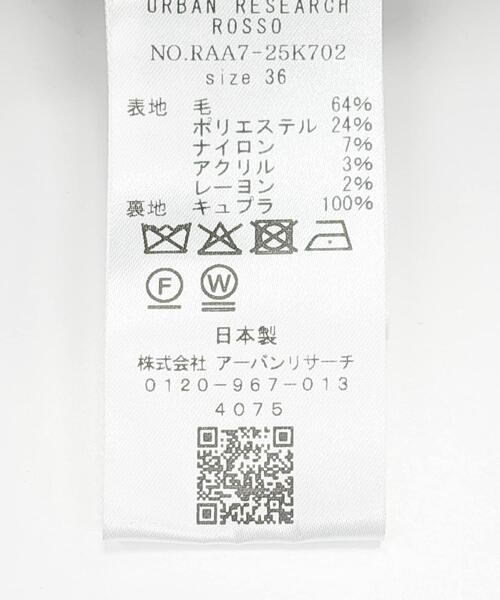 URBAN RESEARCH
ROSSO
NO.RAA7-25K702
size 36
表地 毛 64%
ポリエステル 24%
ナイロン 7%
アクリル 3%
レーヨン 2%
裏地 キュプラ 100%
F W
日本製
株式会社 アーバンリサーチ
0120-967-013
4075